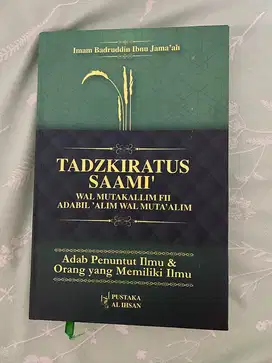 Imam Badruddin Ibnu Jama'ah
TADZKIRATUS
SAAMI'
WAL MUTAKALLIM FII
ADABIL 'ALIM WAL MUTA'ALIM
Adab Penuntut Ilmu &
Orang yang Memiliki Ilmu
PUSTAKA
AL IHSAN